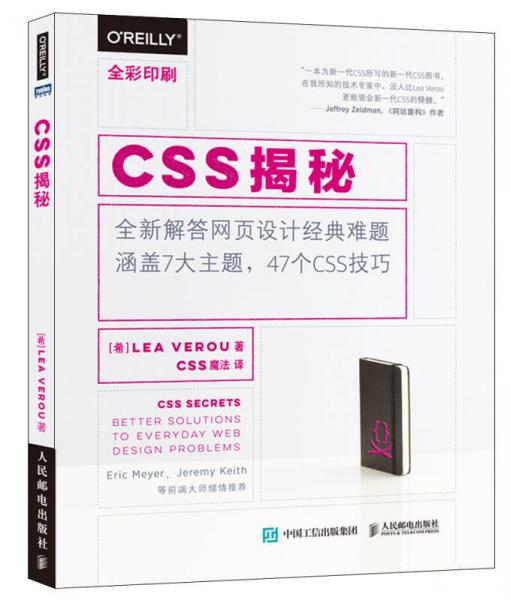 O'REILLY®
全彩印刷
“一本为新一代CSS所写的新一代CSS图书。
在我所知的技术专家中，没人比Lea Verou
更能领会新一代CSS的精髓。”
——Jeffrey Zeldman,《网站重构》作者
CSS揭秘
全新解答网页设计经典难题
涵盖7大主题，47个CSS技巧
[希] LEA VEROU 著
CSS魔法 译
CSS SECRETS
BETTER SOLUTIONS
TO EVERYDAY WEB
DESIGN PROBLEMS
Eric Meyer、Jeremy Keith
等前端大师倾情推荐
中国工信出版集团
人民邮电出版社
POSTS & TELECOM PRESS
O'REILLY®
CSS揭秘
[希] LEA VEROU 著
人民邮电出版社